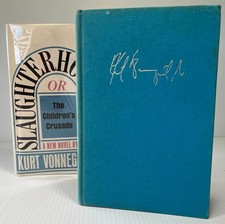 SLAUGHTERHO
OR
The
Children's
Crusade
A NEW NOVEL BY
KURT VONNEG